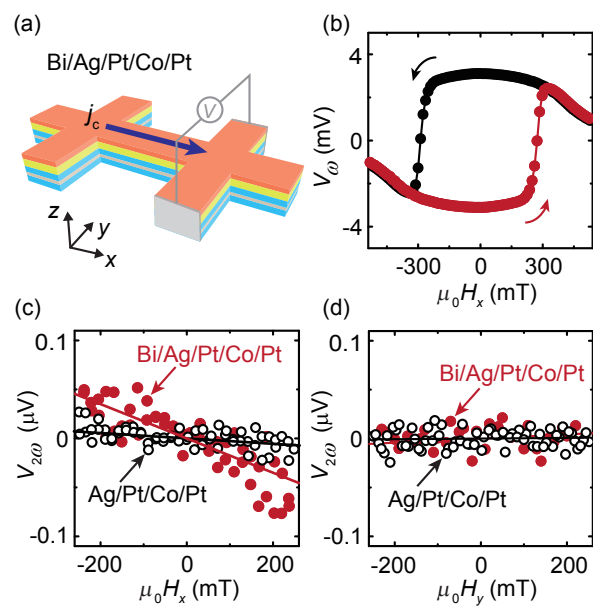 (a)
Bi/Ag/Pt/Co/Pt
jc
V
z
y
x
(b)
4
2
0
-2
-4
Vω (mV)
-300 0 300
μ0Hx (mT)
(c)
0.1
0
-0.1
V2ω (μV)
Bi/Ag/Pt/Co/Pt
Ag/Pt/Co/Pt
-200 0 200
μ0Hx (mT)
(d)
0.1
0
-0.1
V2ω (μV)
Bi/Ag/Pt/Co/Pt
Ag/Pt/Co/Pt
-200 0 200
μ0Hy (mT)